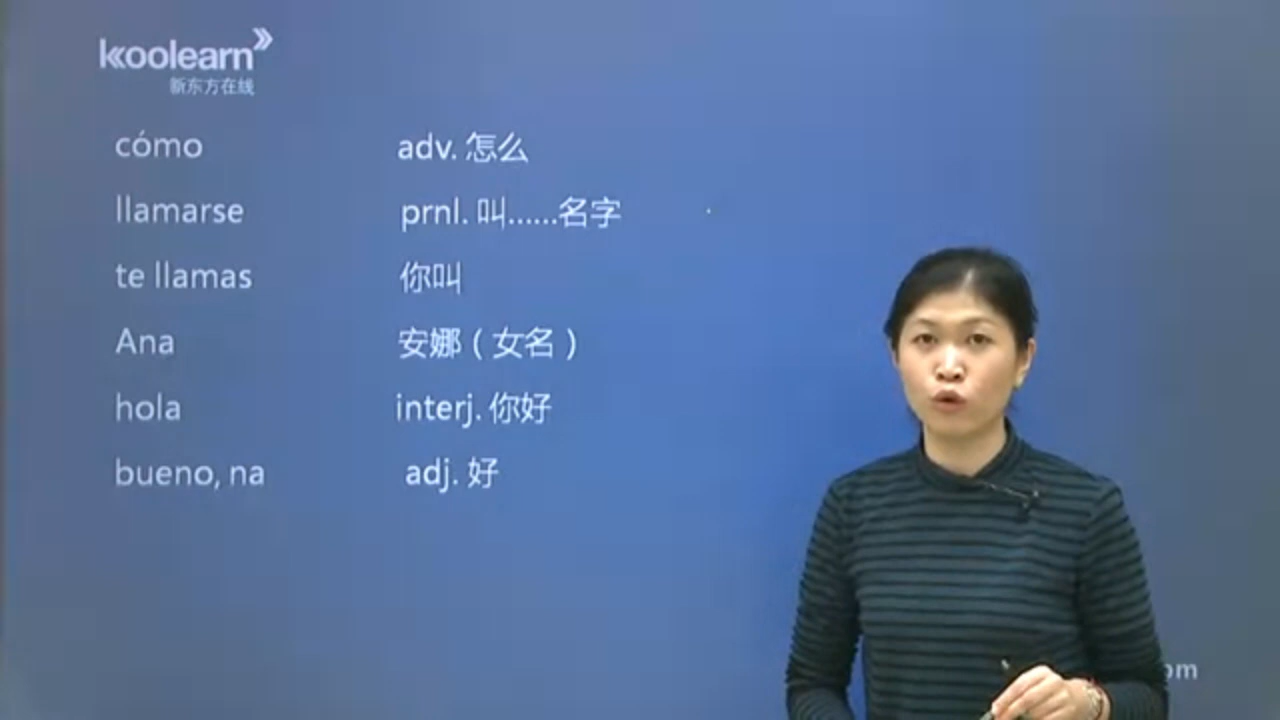 koolearn
新东方在线
cómo adv. 怎么
llamarse prnl. 叫……名字
te llamas 你叫
Ana 安娜（女名）
hola interj. 你好
bueno, na adj. 好
om